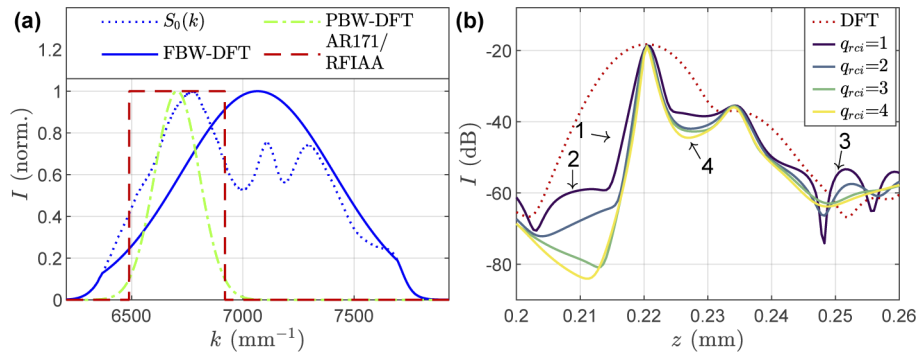 (a)
S₀(k)
PBW-DFT
FBW-DFT
AR171/
RFIAA
1.2
1
0.8
0.6
0.4
0.2
0
I (norm.)
6500
7000
7500
k (mm⁻¹)
(b)
DFT
q_rci=1
q_rci=2
q_rci=3
q_rci=4
-20
-40
-60
-80
I (dB)
1
2
3
4
0.2
0.21
0.22
0.23
0.24
0.25
0.26
z (mm)